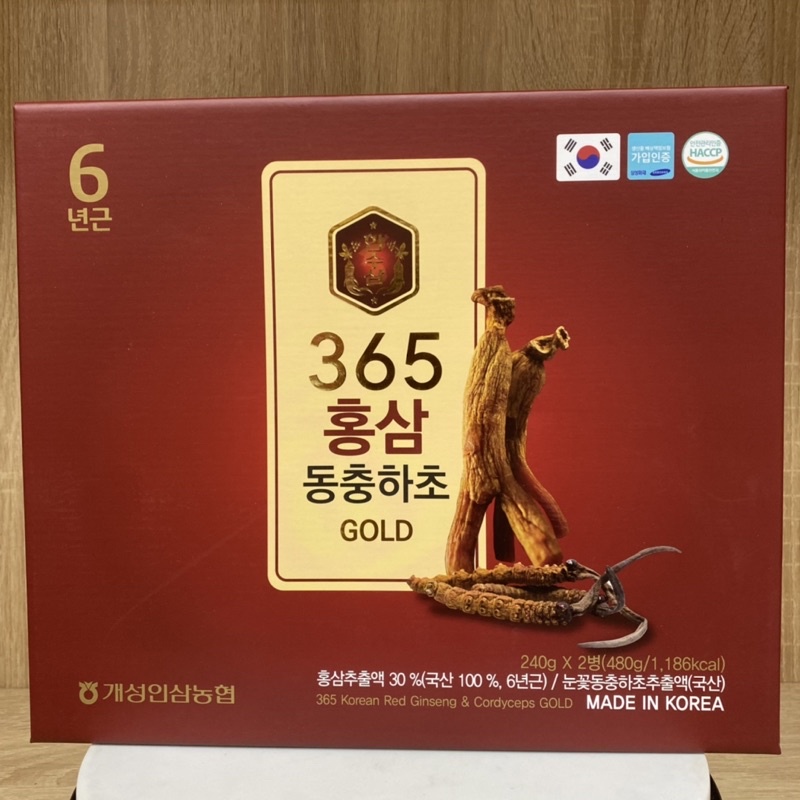 6
년근
가입인증
HACCP
365
홍삼
동충하초
GOLD
240g X 2병(480g/1,186kcal)
홍삼추출액 30 %(국산 100 %, 6년근) / 눈꽃동충하초추출액(국산)
365 Korean Red Ginseng & Cordyceps GOLD MADE IN KOREA
개성인삼농협